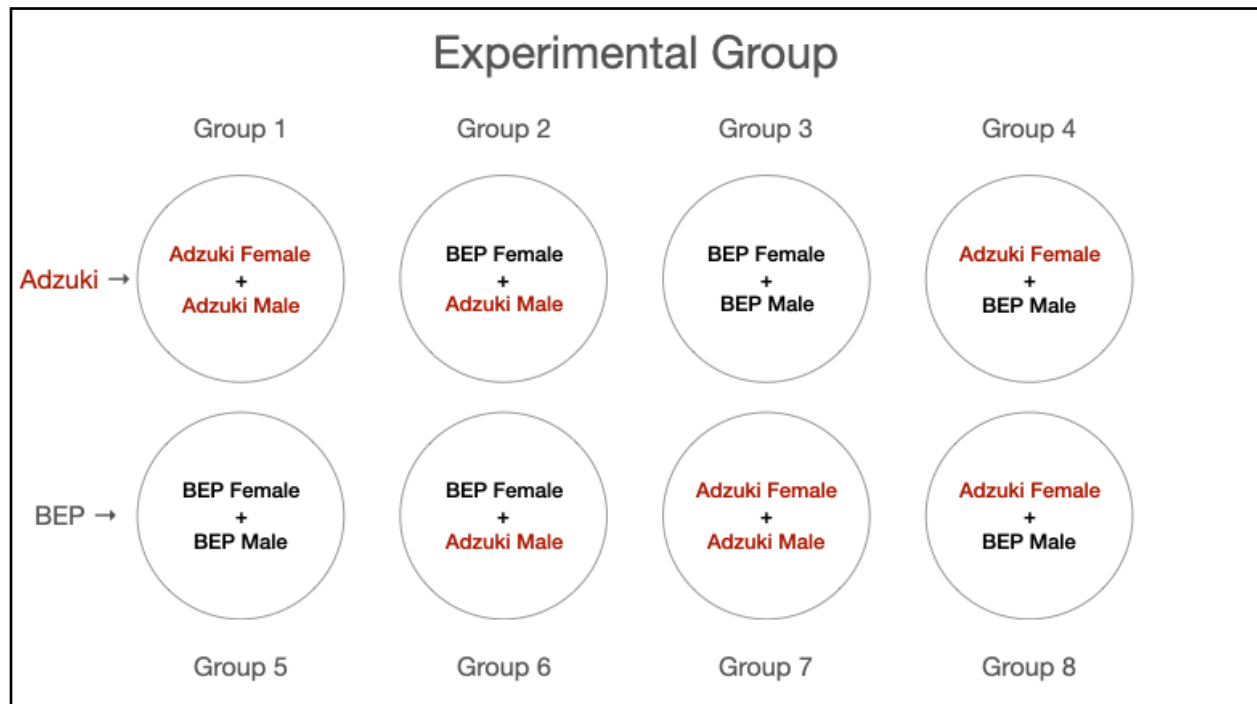 Experimental Group
Group 1 Group 2 Group 3 Group 4
Adzuki Female BEP Female BEP Female Adzuki Female
Adzuki → + + + +
Adzuki Male Adzuki Male BEP Male BEP Male
BEP Female BEP Female Adzuki Female Adzuki Female
BEP → + + + +
BEP Male Adzuki Male Adzuki Male BEP Male
Group 5 Group 6 Group 7 Group 8